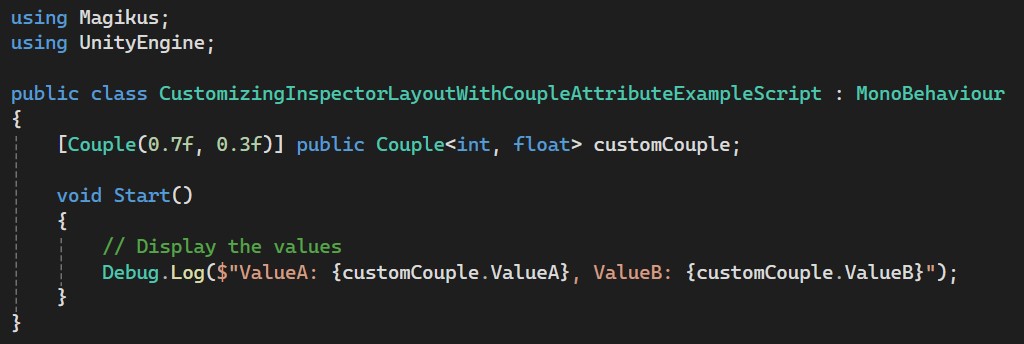 using Magikus;
using UnityEngine;

public class CustomizingInspectorLayoutWithCoupleAttributeExampleScript : MonoBehaviour
{
    [Couple(0.7f, 0.3f)] public Couple<int, float> customCouple;

    void Start()
    {
        // Display the values
        Debug.Log($"ValueA: {customCouple.ValueA}, ValueB: {customCouple.ValueB}");
    }
}